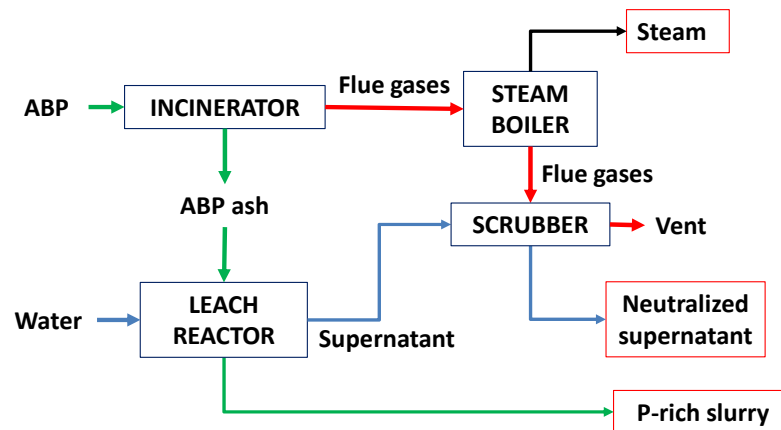 Steam
Flue gases
STEAM
BOILER
ABP
INCINERATOR
Flue gases
ABP ash
SCRUBBER
Vent
Water
LEACH
REACTOR
Supernatant
Neutralized
supernatant
P-rich slurry